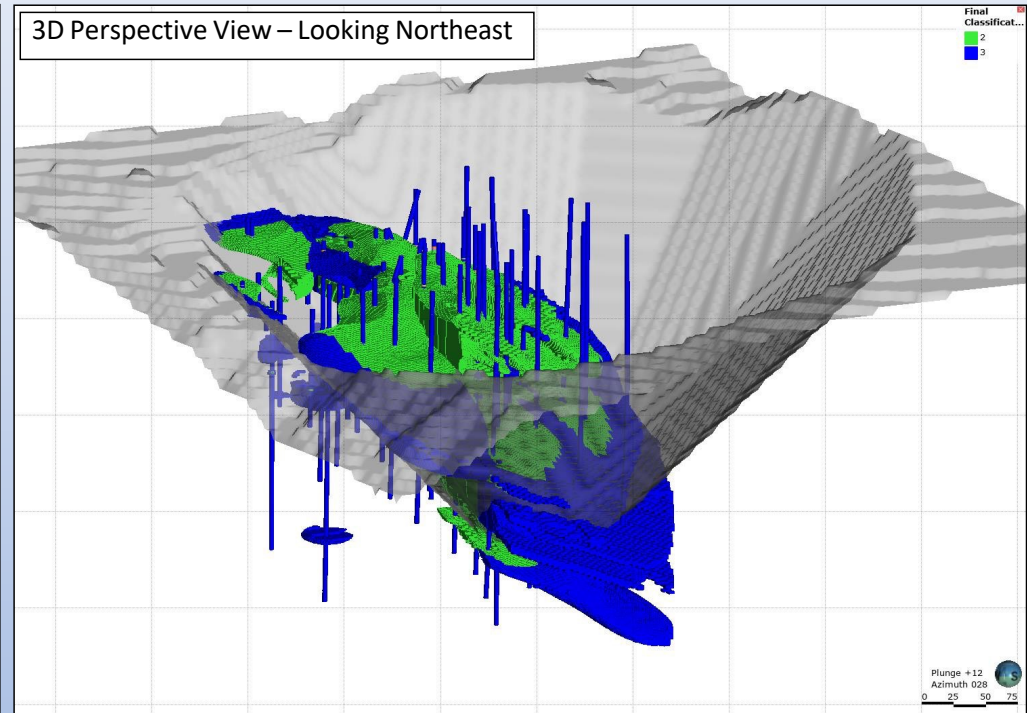 3D Perspective View – Looking Northeast
Final
Classificat...
2
3
Plunge +12
Azimuth 028
S
0 25 50 75